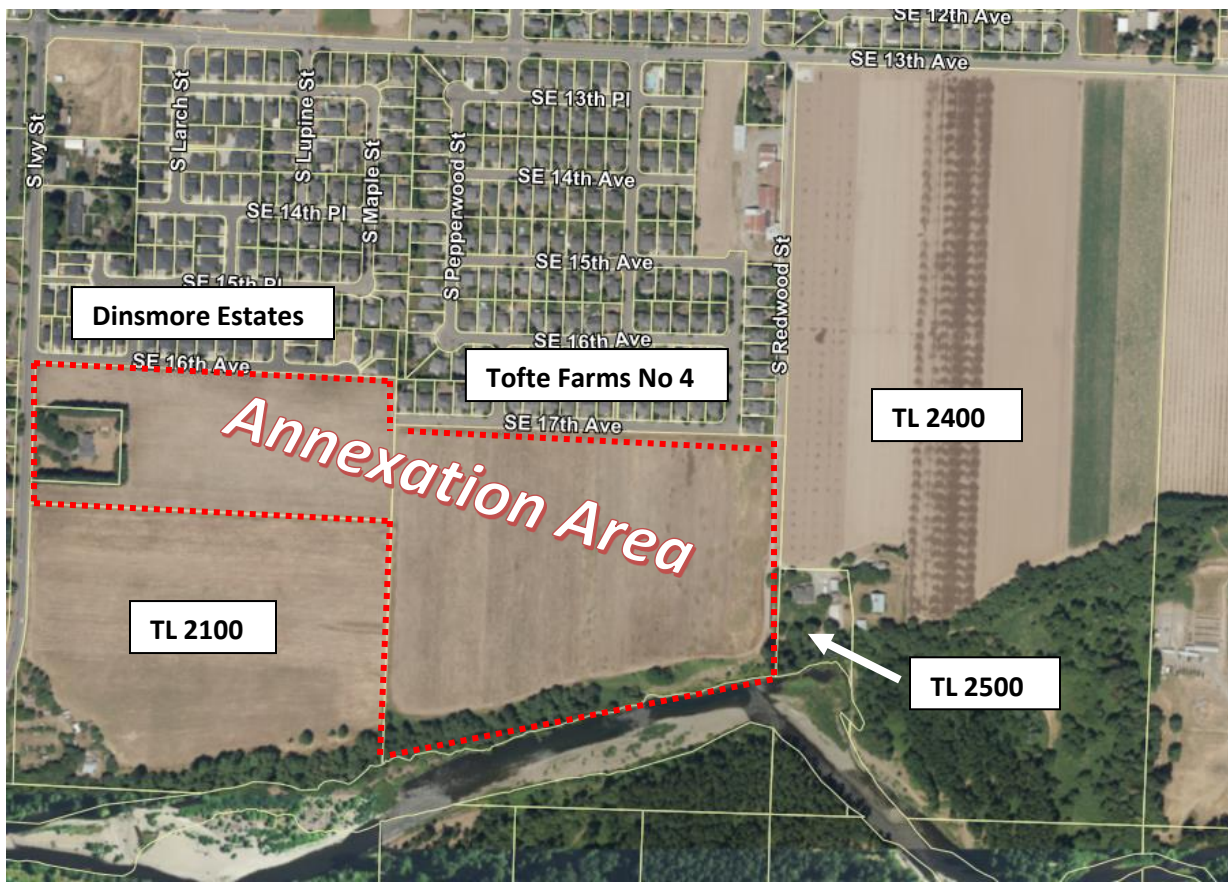 SE 12th Ave
SE 13th Ave
SE 13th Pl
S Ivy St
S Larch St
S Lupine St
S Maple St
S Pepperwood St
SE 14th Ave
SE 14th Pl
S Redwood St
SE 15th Ave
SE 15th Pl
Dinsmore Estates
SE 16th Ave
SE 16th Ave
Tofte Farms No 4
SE 17th Ave
TL 2400
Annexation Area
TL 2100
TL 2500